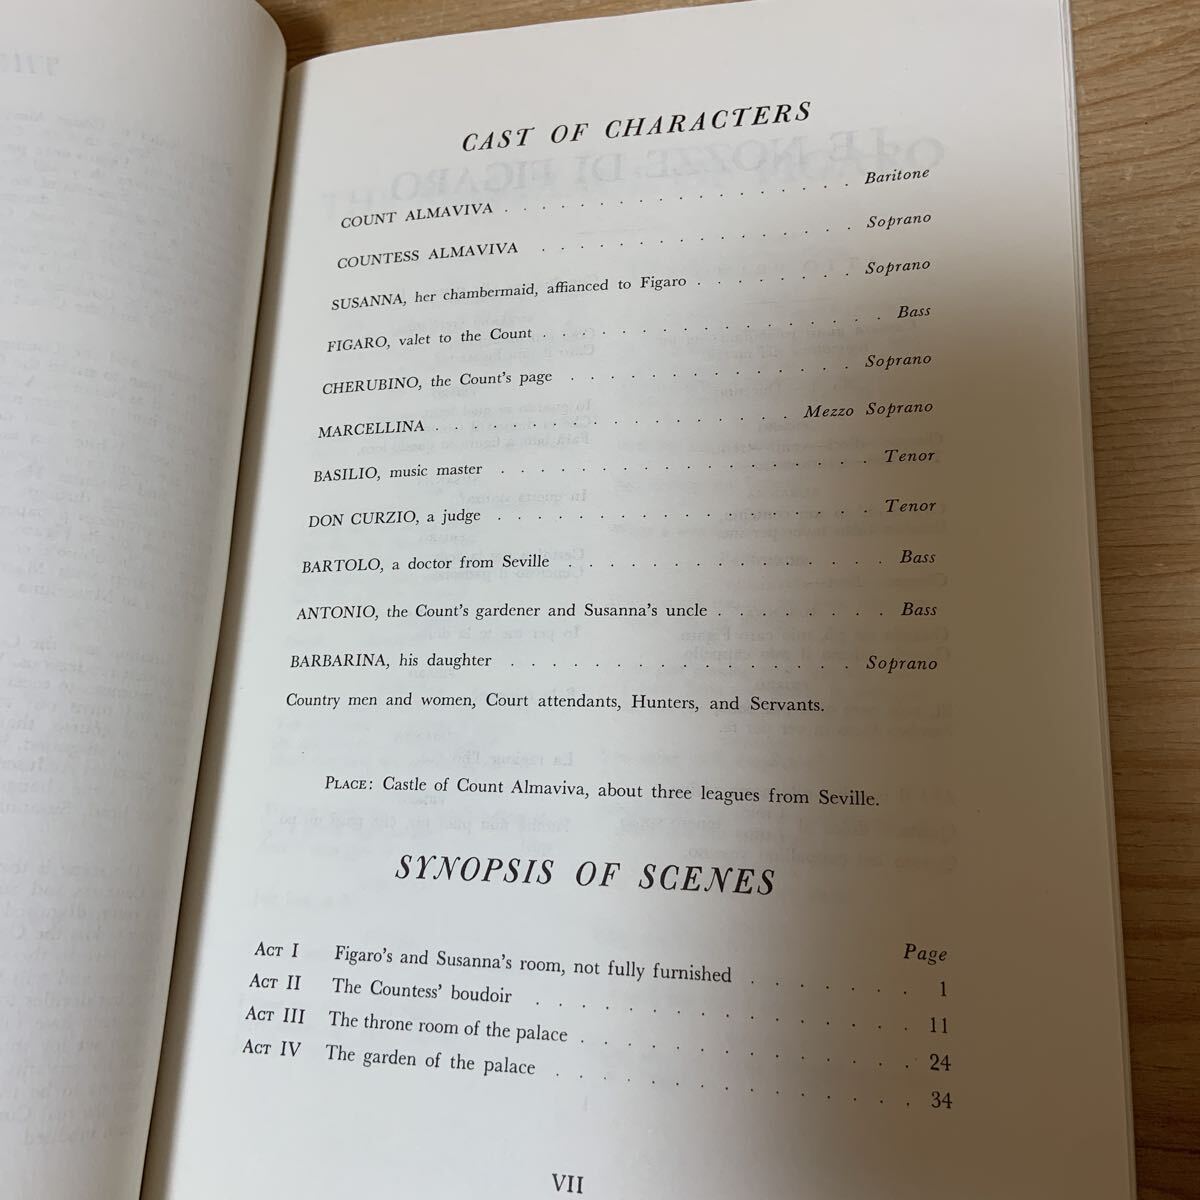 CAST OF CHARACTERS
COUNT ALMAVIVA . . . . . . . . . . . . . . . . . Baritone
COUNTESS ALMAVIVA . . . . . . . . . . . . . . . Soprano
SUSANNA, her chambermaid, affianced to Figaro . . . . . . . Soprano
FIGARO, valet to the Count . . . . . . . . . . . . . . Bass
CHERUBINO, the Count's page . . . . . . . . . . . . . Soprano
MARCELLINA . . . . . . . . . . . . . . . Mezzo Soprano
BASILIO, music master . . . . . . . . . . . . . . . . Tenor
DON CURZIO, a judge . . . . . . . . . . . . . . . . Tenor
BARTOLO, a doctor from Seville . . . . . . . . . . . . . Bass
ANTONIO, the Count's gardener and Susanna's uncle . . . . . . . . Bass
BARBARINA, his daughter . . . . . . . . . . . . . . . Soprano
Country men and women, Court attendants, Hunters, and Servants.
PLACE: Castle of Count Almaviva, about three leagues from Seville.
SYNOPSIS OF SCENES
Page
ACT I Figaro's and Susanna's room, not fully furnished . . . . . . . 1
ACT II The Countess' boudoir . . . . . . . . . . . . . . 11
ACT III The throne room of the palace . . . . . . . . . . . . 24
ACT IV The garden of the palace . . . . . . . . . . . . . 34
VII